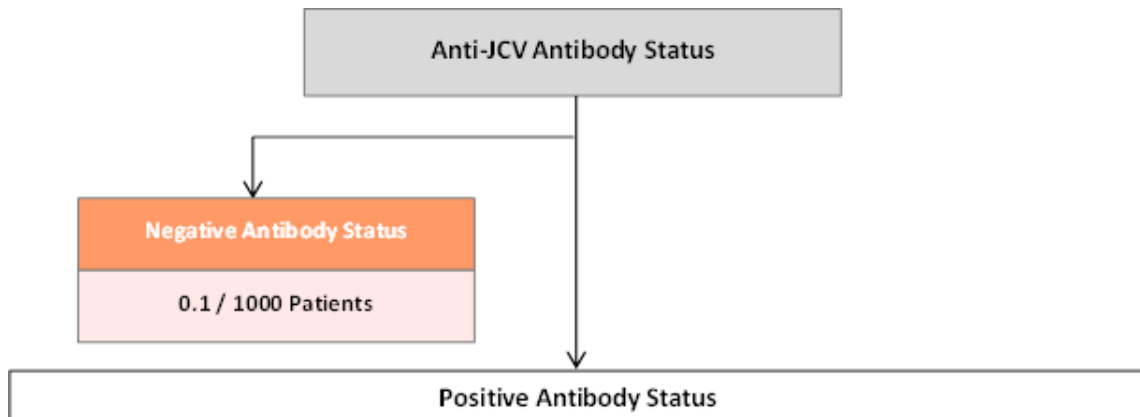 Anti-JCV Antibody Status
Negative Antibody Status
0.1 / 1000 Patients
Positive Antibody Status